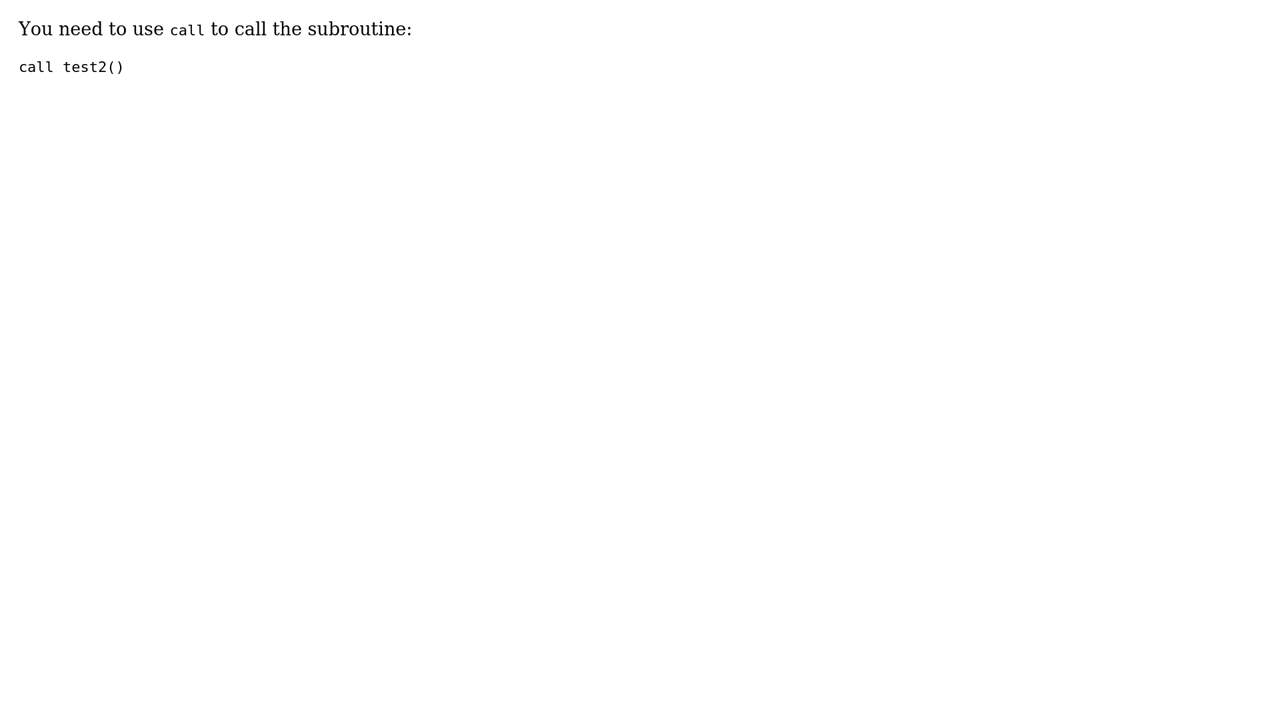 You need to use call to call the subroutine:
call test2()